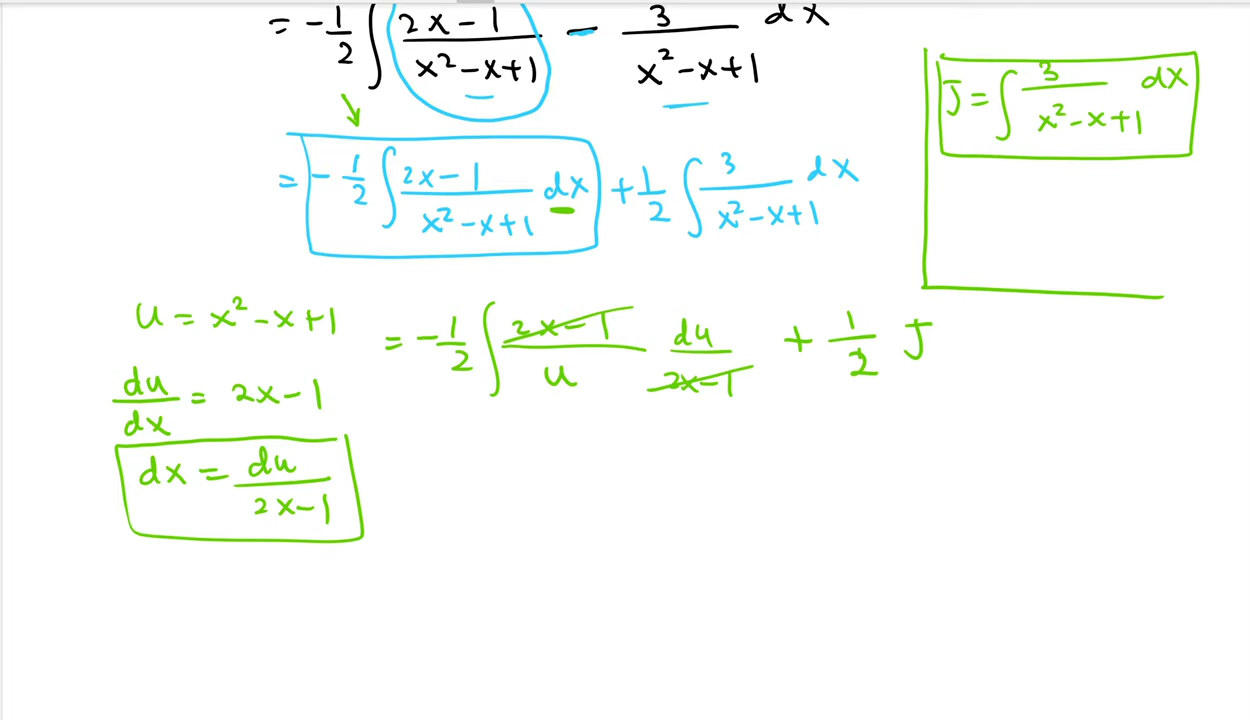 = -1/2 ∫ (2x-1)/(x²-x+1) - 3/(x²-x+1) dx
J = ∫ 3/(x²-x+1) dx
= -1/2 ∫ (2x-1)/(x²-x+1) dx + 1/2 ∫ 3/(x²-x+1) dx
u = x²-x+1
= -1/2 ∫ (2x-1)/u du/(2x-1) + 1/2 J
du/dx = 2x-1
dx = du/(2x-1)